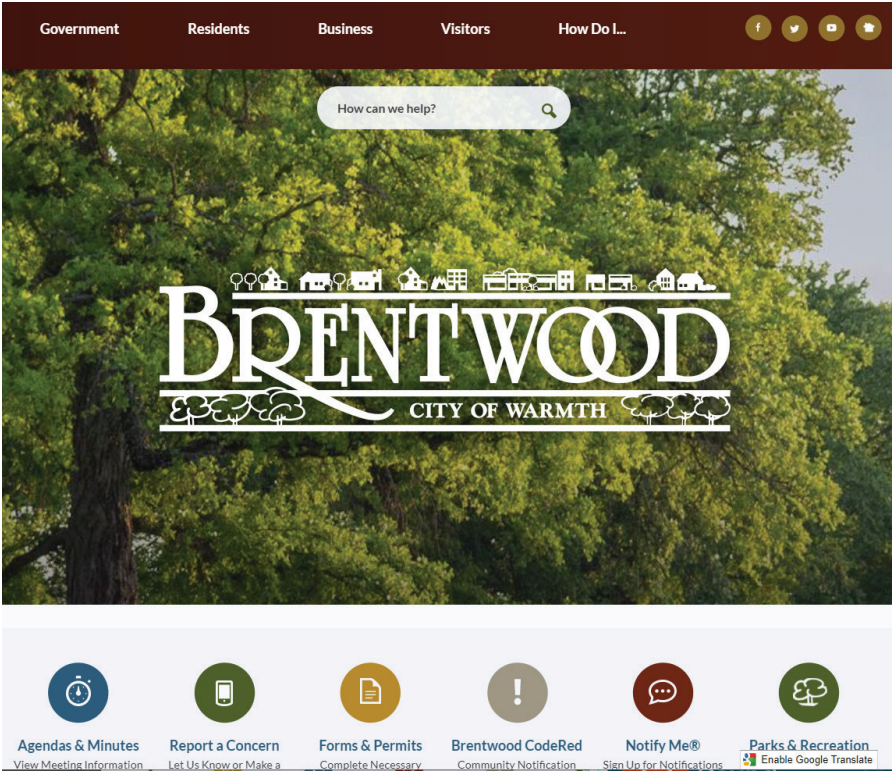 Government Residents Business Visitors How Do I...
How can we help?
BRENTWOOD
CITY OF WARMTH
Agendas & Minutes Report a Concern Forms & Permits Brentwood CodeRed Notify Me® Parks & Recreation
View Meeting Information Let Us Know or Make a Complete Necessary Community Notification Sign Up for Notifications
Enable Google Translate